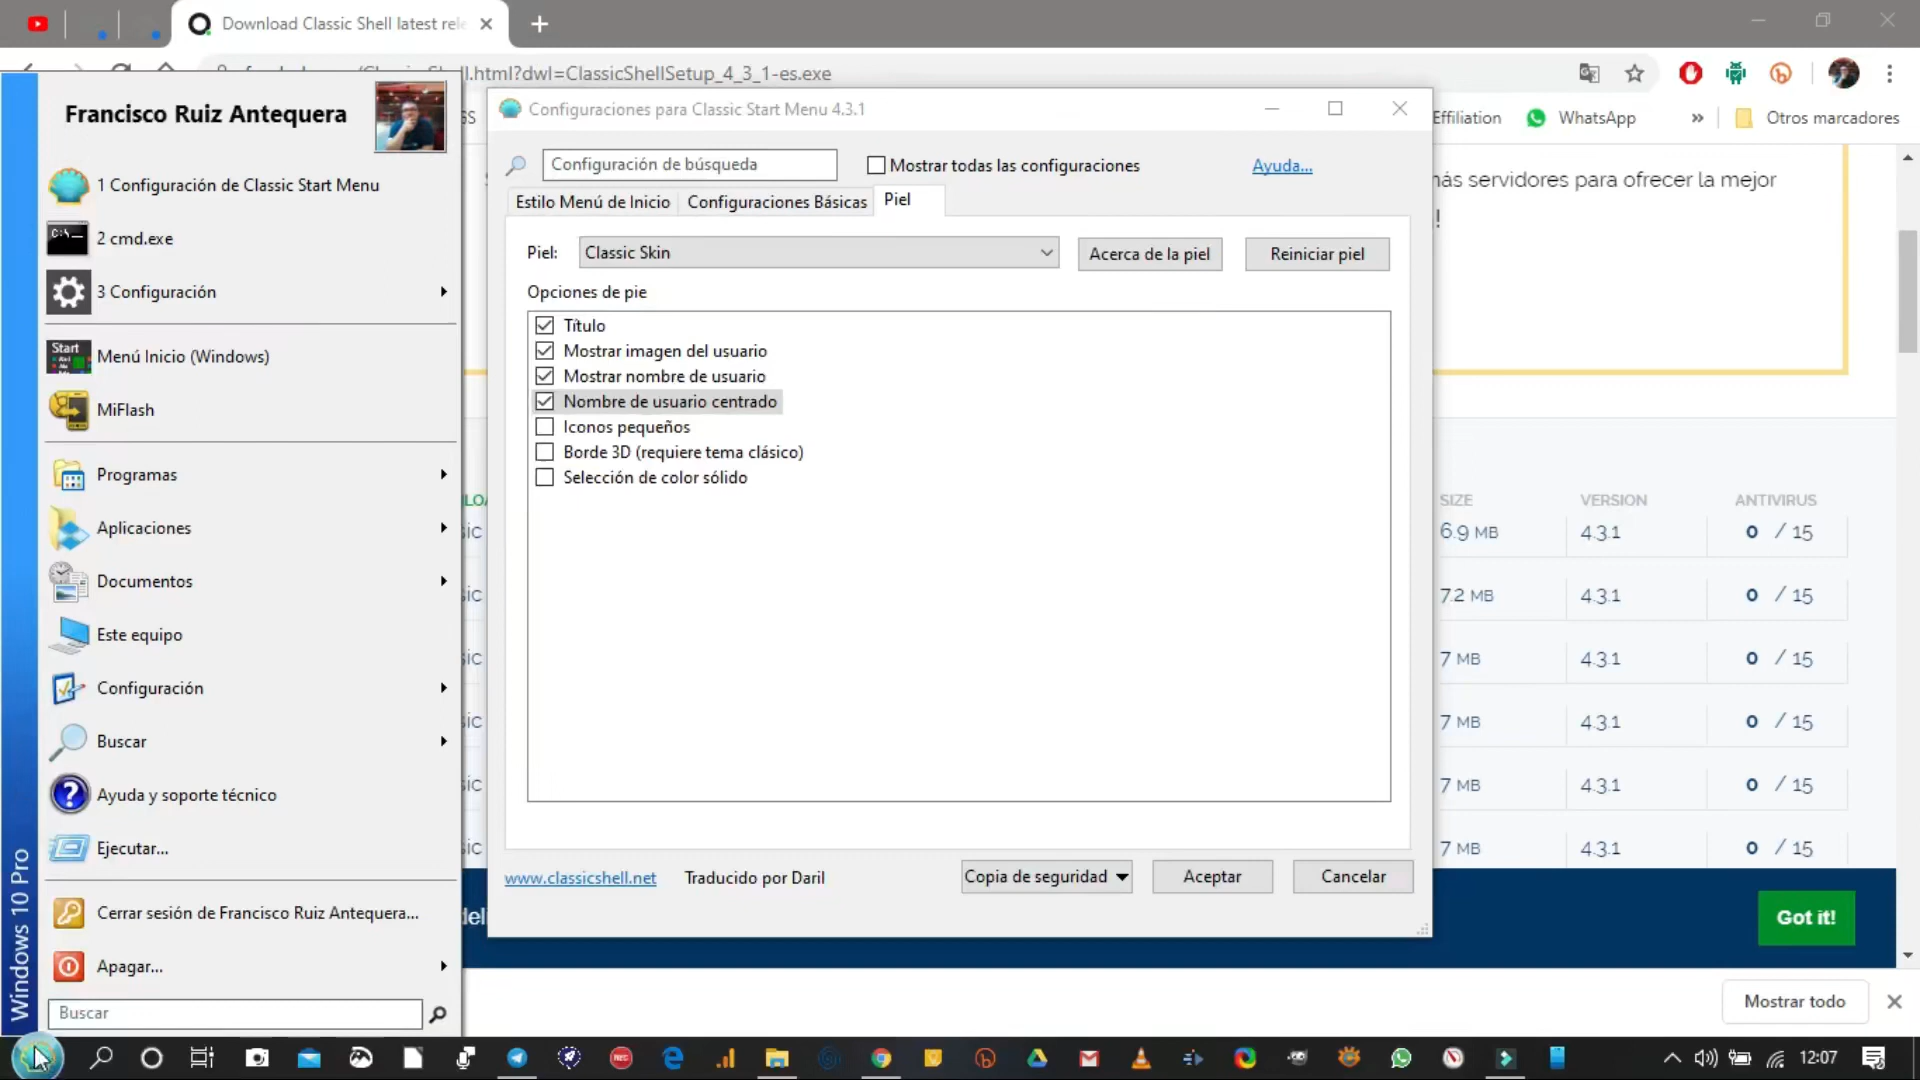 Download Classic Shell latest rele
.html?dwl=ClassicShellSetup_4_3_1-es.exe
Effiliation
WhatsApp
»
Otros marcadores
ás servidores para ofrecer la mejor
!
SIZE VERSION ANTIVIRUS
6.9 MB 4.3.1 0 / 15
7.2 MB 4.3.1 0 / 15
7 MB 4.3.1 0 / 15
7 MB 4.3.1 0 / 15
7 MB 4.3.1 0 / 15
7 MB 4.3.1 0 / 15
Got it!
Mostrar todo
Francisco Ruiz Antequera
1 Configuración de Classic Start Menu
2 cmd.exe
3 Configuración
Start
Menú Inicio (Windows)
MiFlash
Programas
Aplicaciones
Documentos
Este equipo
Configuración
Buscar
Ayuda y soporte técnico
Ejecutar...
Cerrar sesión de Francisco Ruiz Antequera...
Apagar...
Buscar
Windows 10 Pro
Configuraciones para Classic Start Menu 4.3.1
Configuración de búsqueda
Mostrar todas las configuraciones
Ayuda...
Estilo Menú de Inicio
Configuraciones Básicas
Piel
Piel: Classic Skin
Acerca de la piel
Reiniciar piel
Opciones de pie
Título
Mostrar imagen del usuario
Mostrar nombre de usuario
Nombre de usuario centrado
Iconos pequeños
Borde 3D (requiere tema clásico)
Selección de color sólido
www.classicshell.net
Traducido por Daril
Copia de seguridad
Aceptar
Cancelar
REC
12:07